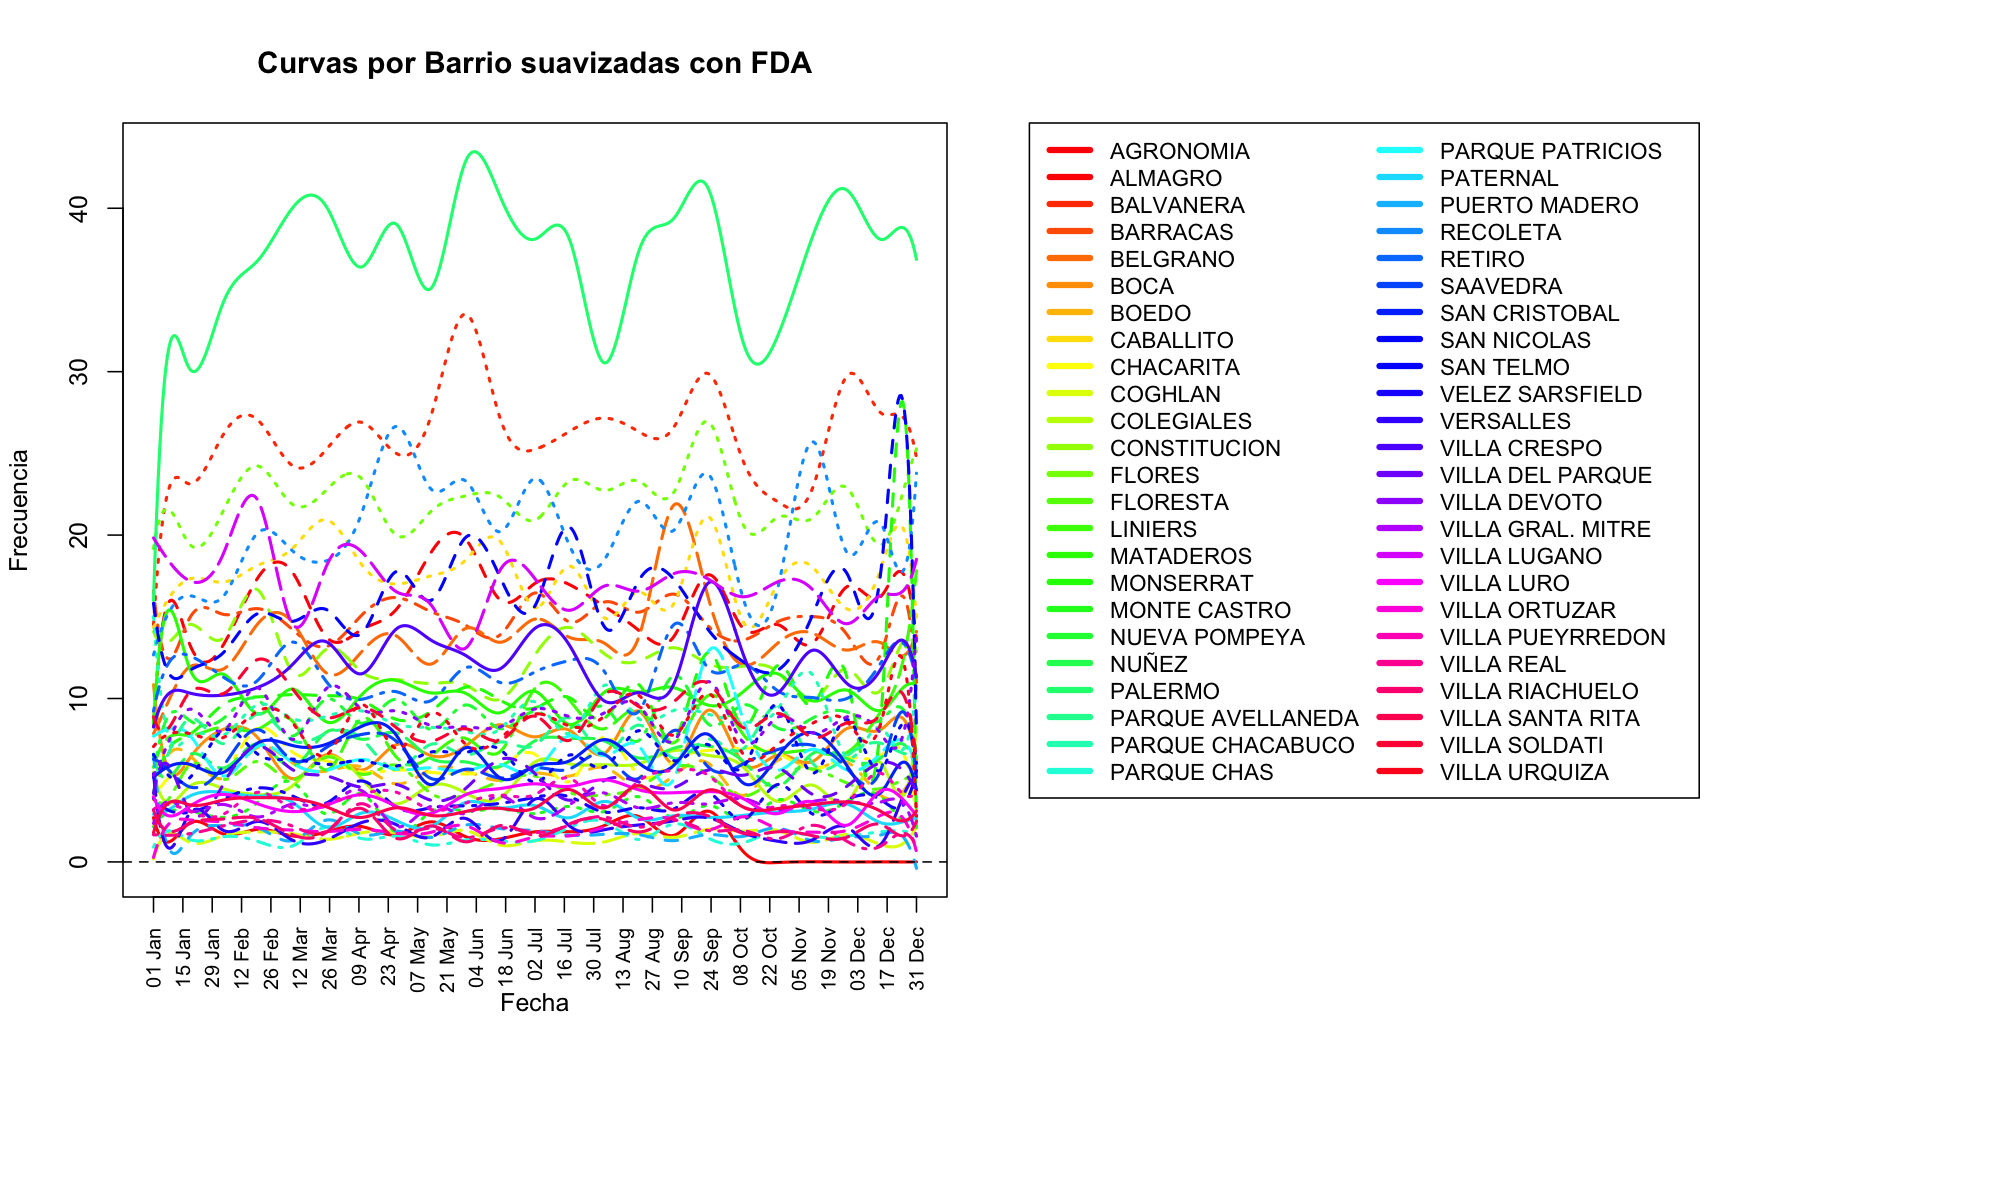 Curvas por Barrio suavizadas con FDA
Frecuencia
40
30
20
10
0
01 Jan
15 Jan
29 Jan
12 Feb
26 Feb
12 Mar
26 Mar
09 Apr
23 Apr
07 May
21 May
04 Jun
18 Jun
02 Jul
16 Jul
30 Jul
13 Aug
27 Aug
10 Sep
24 Sep
08 Oct
22 Oct
05 Nov
19 Nov
03 Dec
17 Dec
31 Dec
Fecha
AGRONOMIA
ALMAGRO
BALVANERA
BARRACAS
BELGRANO
BOCA
BOEDO
CABALLITO
CHACARITA
COGHLAN
COLEGIALES
CONSTITUCION
FLORES
FLORESTA
LINIERS
MATADEROS
MONSERRAT
MONTE CASTRO
NUEVA POMPEYA
NUÑEZ
PALERMO
PARQUE AVELLANEDA
PARQUE CHACABUCO
PARQUE CHAS
PARQUE PATRICIOS
PATERNAL
PUERTO MADERO
RECOLETA
RETIRO
SAAVEDRA
SAN CRISTOBAL
SAN NICOLAS
SAN TELMO
VELEZ SARSFIELD
VERSALLES
VILLA CRESPO
VILLA DEL PARQUE
VILLA DEVOTO
VILLA GRAL. MITRE
VILLA LUGANO
VILLA LURO
VILLA ORTUZAR
VILLA PUEYRREDON
VILLA REAL
VILLA RIACHUELO
VILLA SANTA RITA
VILLA SOLDATI
VILLA URQUIZA